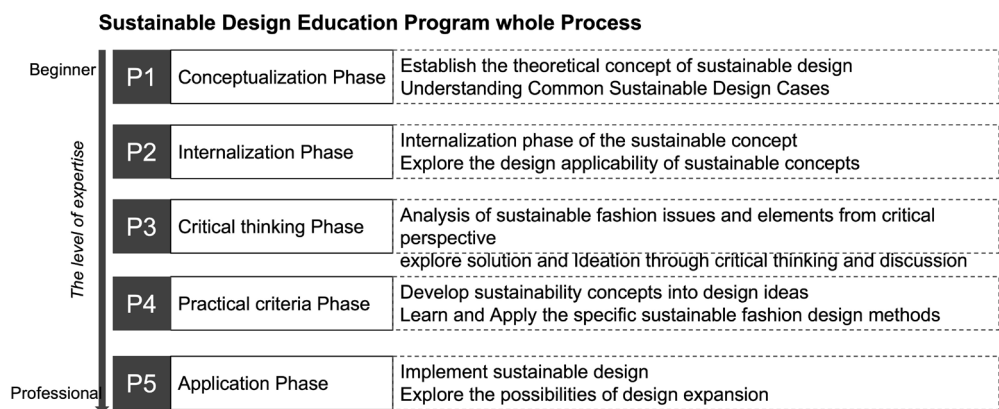 Sustainable Design Education Program whole Process
Beginner
The level of expertise
Professional
P1
Conceptualization Phase
Establish the theoretical concept of sustainable design
Understanding Common Sustainable Design Cases
P2
Internalization Phase
Internalization phase of the sustainable concept
Explore the design applicability of sustainable concepts
P3
Critical thinking Phase
Analysis of sustainable fashion issues and elements from critical
perspective
explore solution and Ideation through critical thinking and discussion
P4
Practical criteria Phase
Develop sustainability concepts into design ideas
Learn and Apply the specific sustainable fashion design methods
P5
Application Phase
Implement sustainable design
Explore the possibilities of design expansion